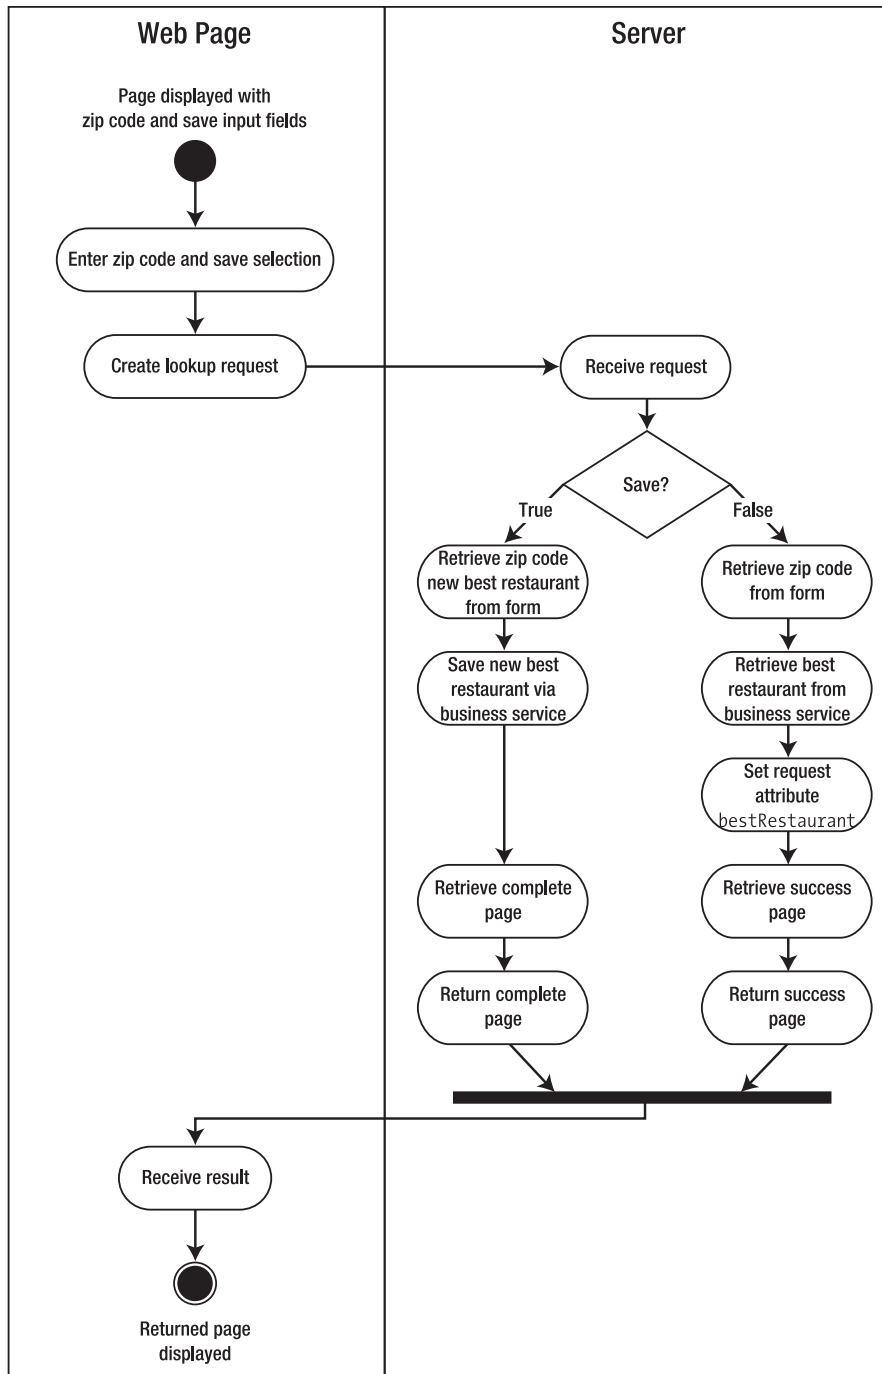 Web Page
Server
Page displayed with
zip code and save input fields
Enter zip code and save selection
Create lookup request
Receive request
Save?
True
False
Retrieve zip code
new best restaurant
from form
Retrieve zip code
from form
Save new best
restaurant via
business service
Retrieve best
restaurant from
business service
Set request
attribute
bestRestaurant
Retrieve complete
page
Retrieve success
page
Return complete
page
Return success
page
Receive result
Returned page
displayed